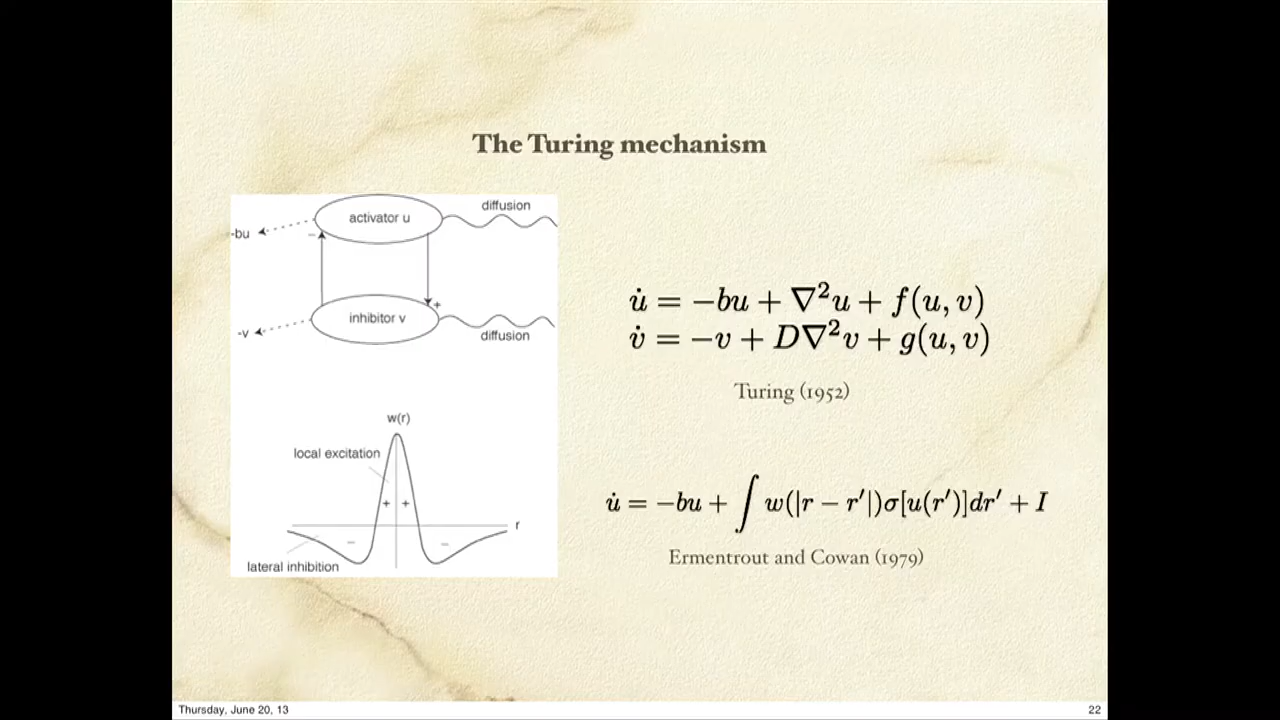 The Turing mechanism
activator u
diffusion
-bu
−
+
inhibitor v
-v
diffusion
w(r)
local excitation
+ +
r
− −
lateral inhibition
u̇ = −bu + ∇²u + f(u, v)
v̇ = −v + D∇²v + g(u, v)
Turing (1952)
u̇ = −bu + ∫ w(|r − r′|)σ[u(r′)]dr′ + I
Ermentrout and Cowan (1979)
Thursday, June 20, 13
22